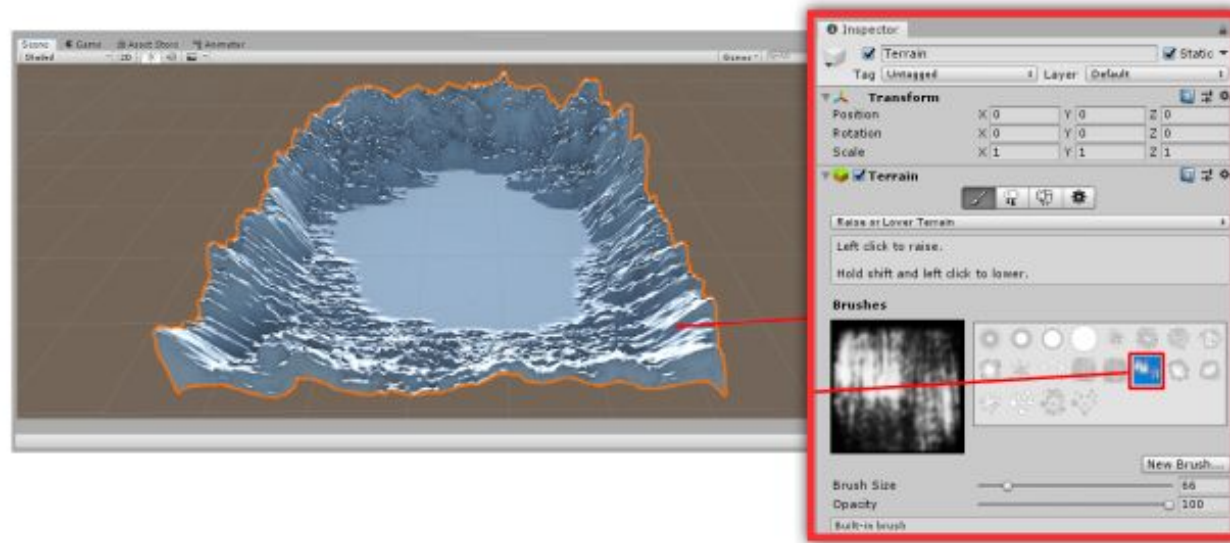 Scene Game Asset Store Animator
Shaded 2D Gizmos
Inspector
Terrain Static
Tag Untagged Layer Default
Transform
Position X 0 Y 0 Z 0
Rotation X 0 Y 0 Z 0
Scale X 1 Y 1 Z 1
Terrain
Raise or Lower Terrain
Left click to raise.
Hold shift and left click to lower.
Brushes
New Brush...
Brush Size 66
Opacity 100
Built-in brush